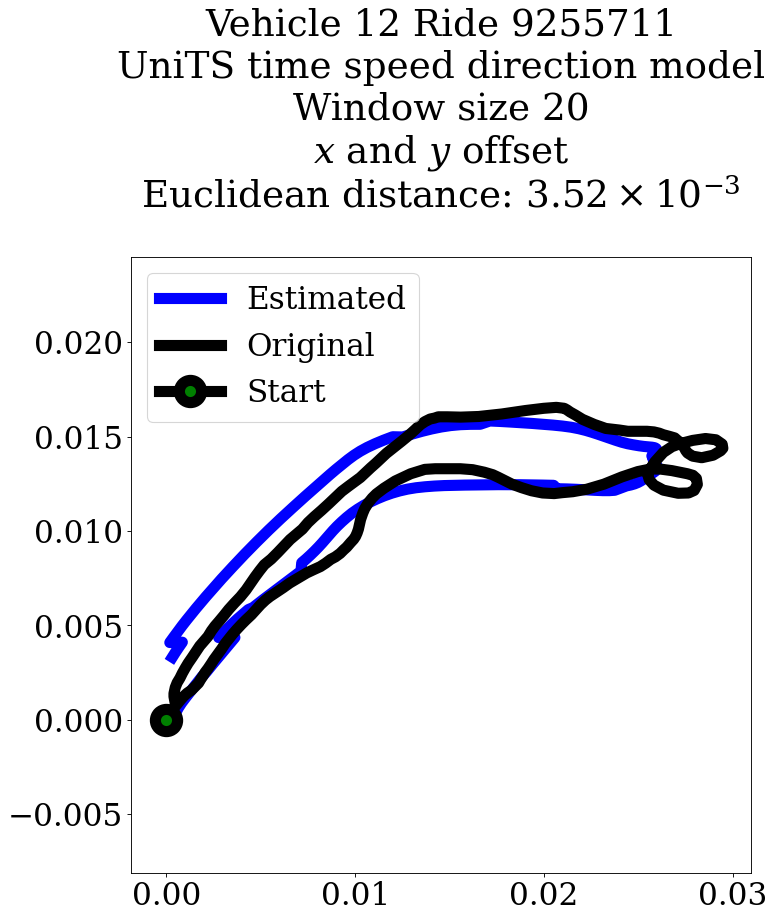 Vehicle 12 Ride 9255711
UniTS time speed direction model
Window size 20
x and y offset
Euclidean distance: 3.52 × 10⁻³
Estimated
Original
Start
0.020
0.015
0.010
0.005
0.000
−0.005
0.00 0.01 0.02 0.03